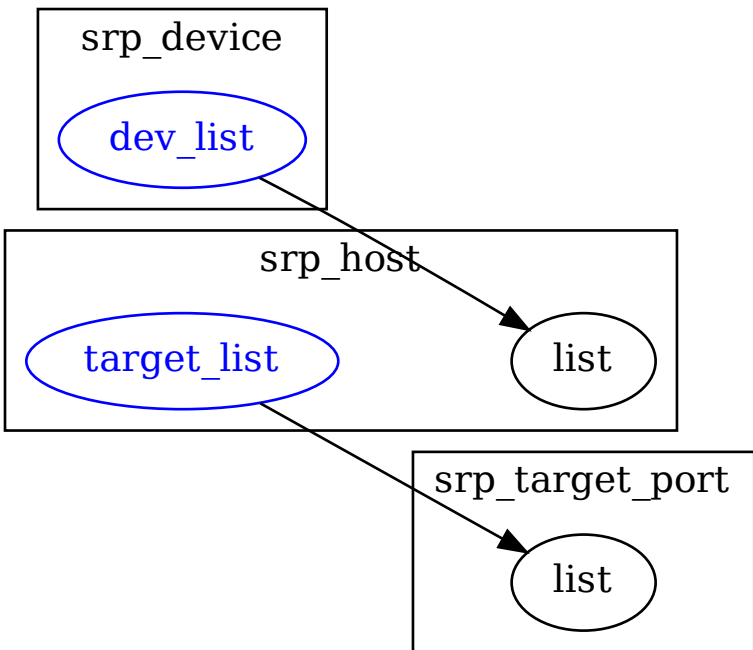 srp_device
dev_list
srp_host
target_list
list
srp_target_port
list